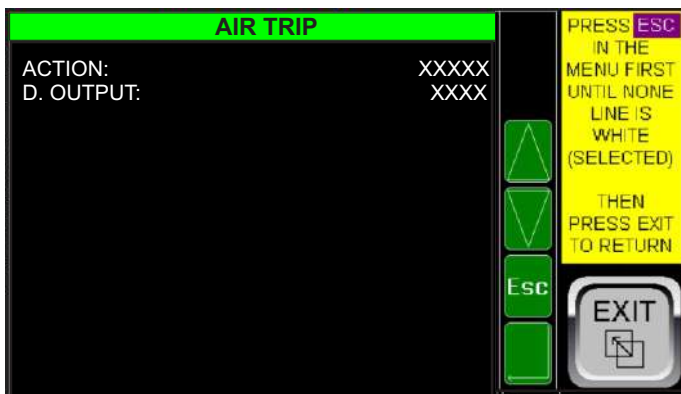 AIR TRIP
ACTION: XXXXX
D. OUTPUT: XXXX
Esc
PRESS ESC
IN THE
MENU FIRST
UNTIL NONE
LINE IS
WHITE
(SELECTED)
THEN
PRESS EXIT
TO RETURN
EXIT